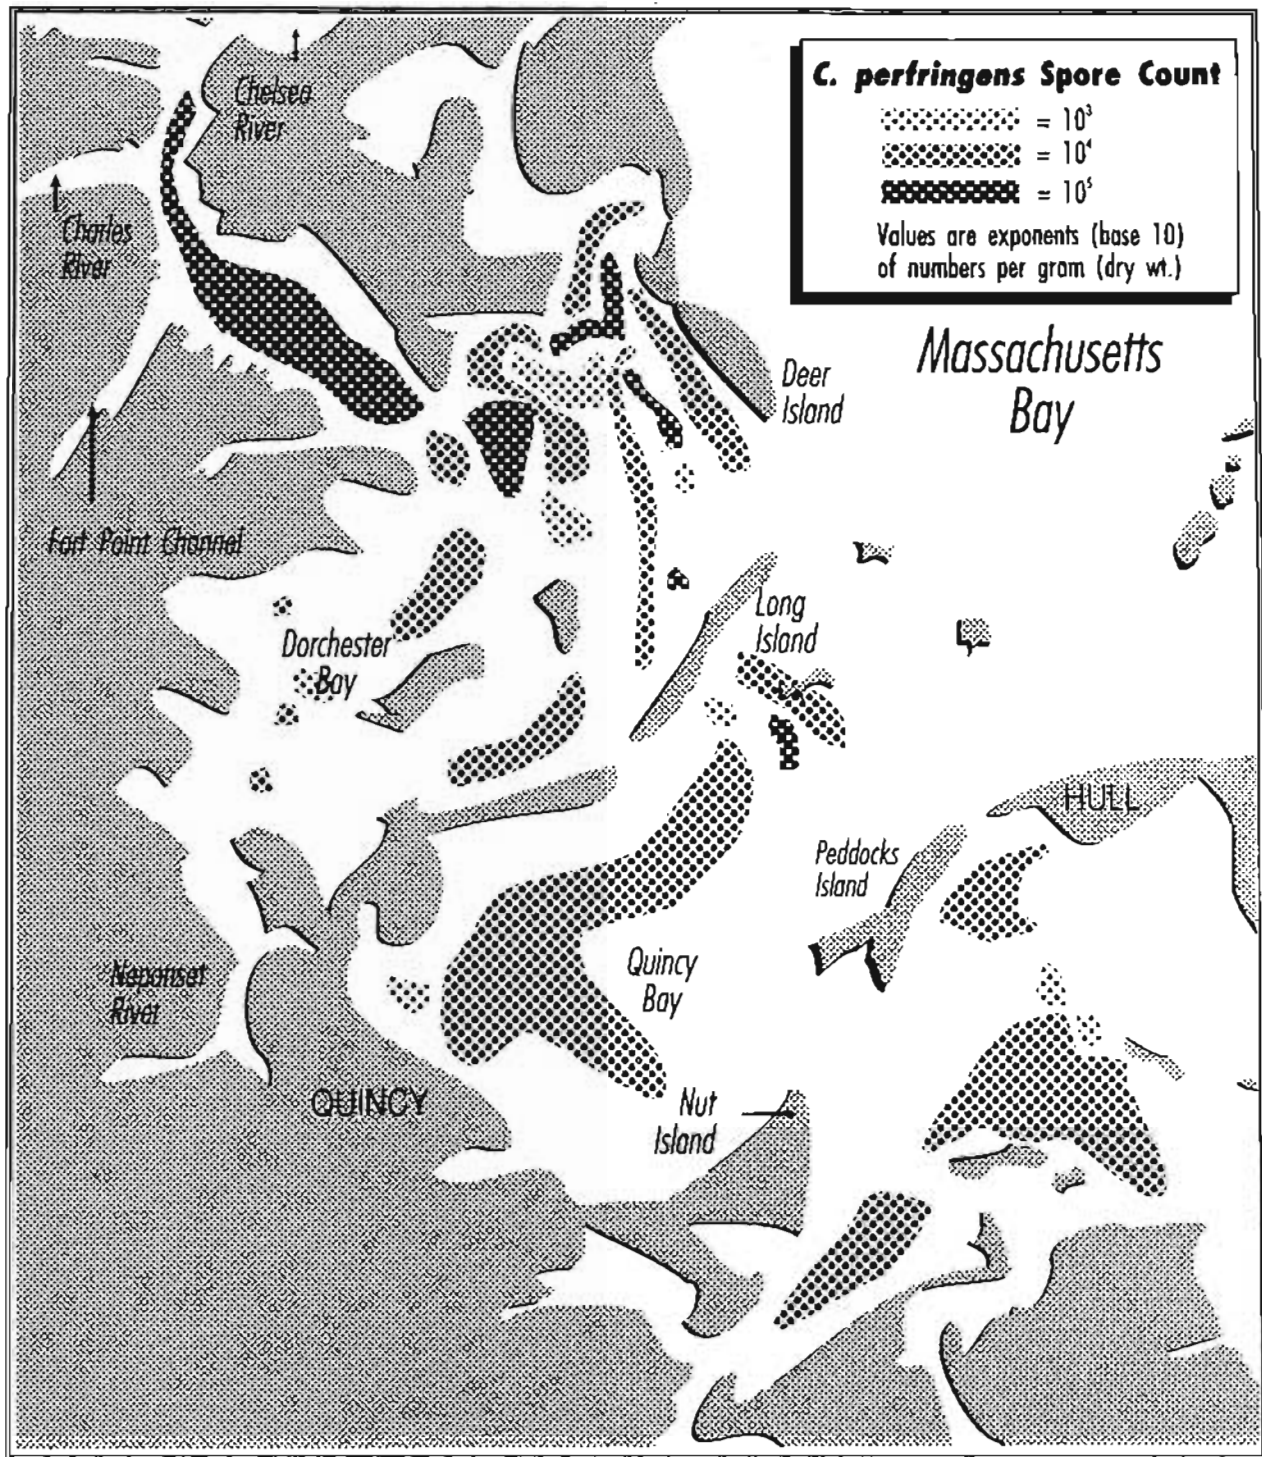 C. perfringens Spore Count
= 10³
= 10⁴
= 10⁵
Values are exponents (base 10)
of numbers per gram (dry wt.)
Chelsea
River
Charles
River
Massachusetts
Bay
Deer
Island
Fort Point Channel
Long
Island
Dorchester
Bay
HULL
Peddocks
Island
Neponset
River
Quincy
Bay
QUINCY
Nut
Island